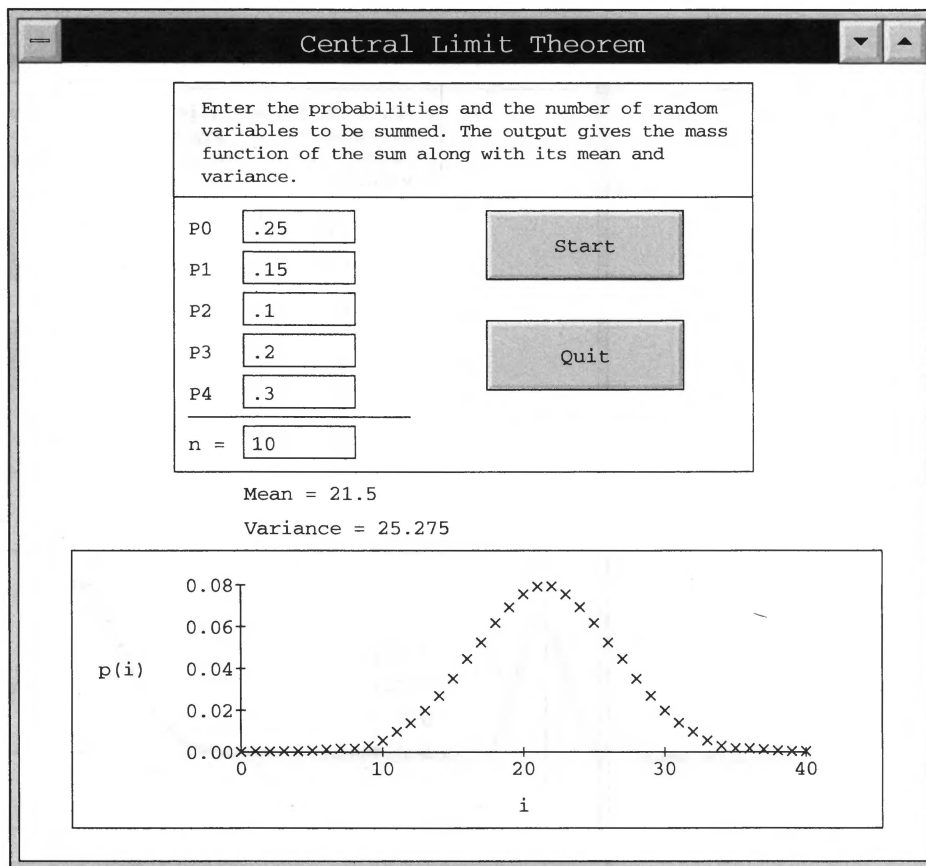 Central Limit Theorem
Enter the probabilities and the number of random
variables to be summed. The output gives the mass
function of the sum along with its mean and
variance.
P0 .25
Start
P1 .15
P2 .1
P3 .2
Quit
P4 .3
n = 10
Mean = 21.5
Variance = 25.275
0.08
0.06
p(i)
0.04
0.02
0.00
0 10 20 30 40
i